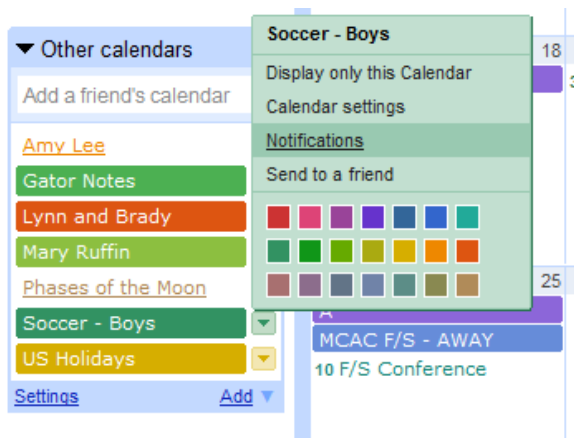 Other calendars
Add a friend's calendar
Amy Lee
Gator Notes
Lynn and Brady
Mary Ruffin
Phases of the Moon
Soccer - Boys
US Holidays
Settings Add
Soccer - Boys
Display only this Calendar
Calendar settings
Notifications
Send to a friend
18
25
A
MCAC F/S - AWAY
10 F/S Conference